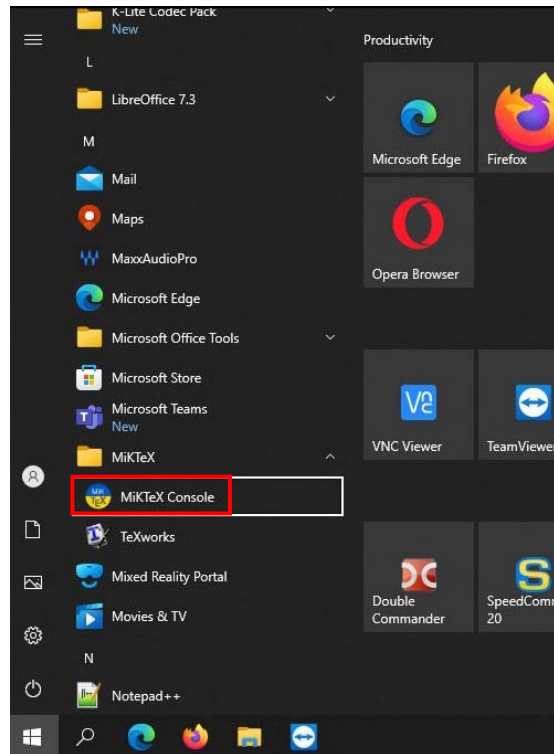 K-Lite Codec Pack
New
L
LibreOffice 7.3
M
Mail
Maps
MaxxAudioPro
Microsoft Edge
Microsoft Office Tools
Microsoft Store
Microsoft Teams
New
MiKTeX
MiKTeX Console
TeXworks
Mixed Reality Portal
Movies & TV
N
Notepad++
Productivity
Microsoft Edge
Firefox
Opera Browser
VNC Viewer
TeamViewer
Double
Commander
SpeedComm
20